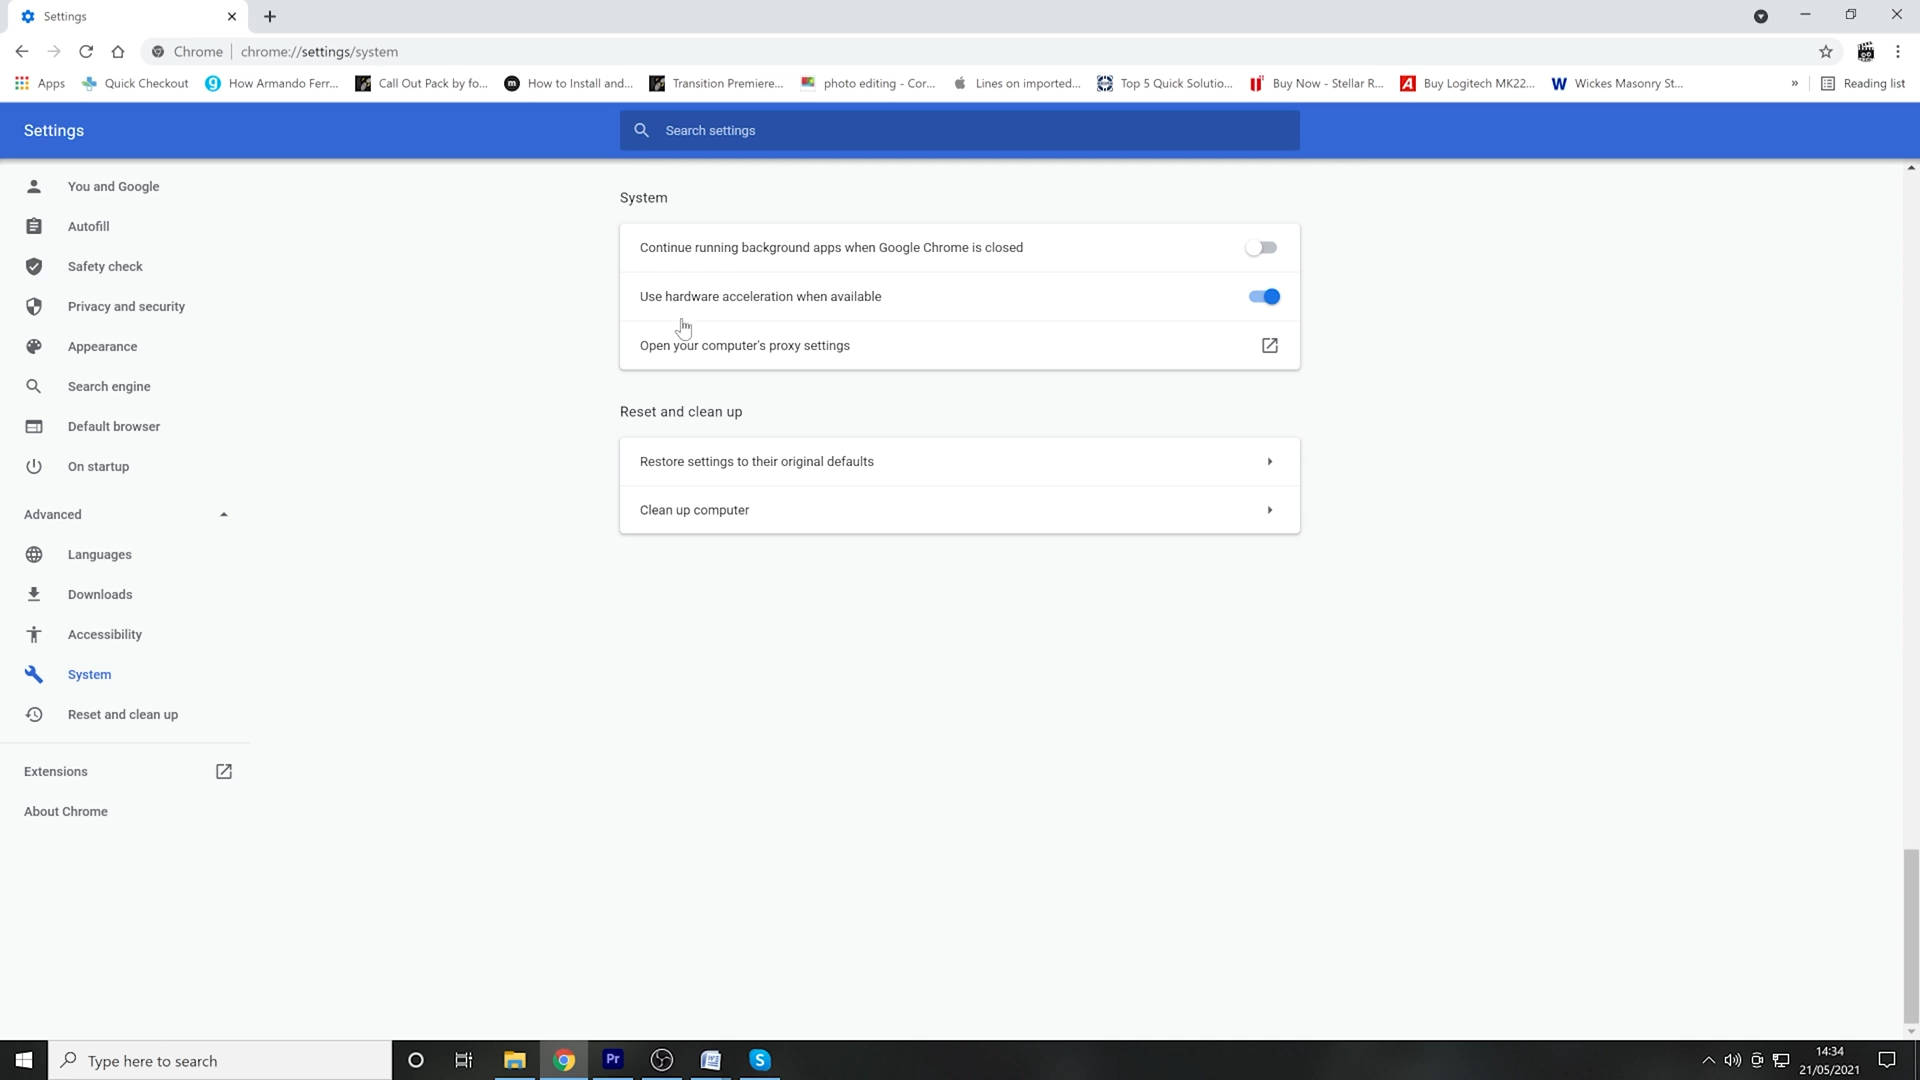 Settings
Chrome | chrome://settings/system
Apps Quick Checkout How Armando Ferr... Call Out Pack by fo... How to Install and... Transition Premiere... photo editing - Cor... Lines on imported... Top 5 Quick Solutio... Buy Now - Stellar R... Buy Logitech MK22... Wickes Masonry St... » Reading list
Settings
Search settings
You and Google
Autofill
Safety check
Privacy and security
Appearance
Search engine
Default browser
On startup
Advanced
Languages
Downloads
Accessibility
System
Reset and clean up
Extensions
About Chrome
System
Continue running background apps when Google Chrome is closed
Use hardware acceleration when available
Open your computer's proxy settings
Reset and clean up
Restore settings to their original defaults
Clean up computer
Type here to search
Pr
14:34
21/05/2021